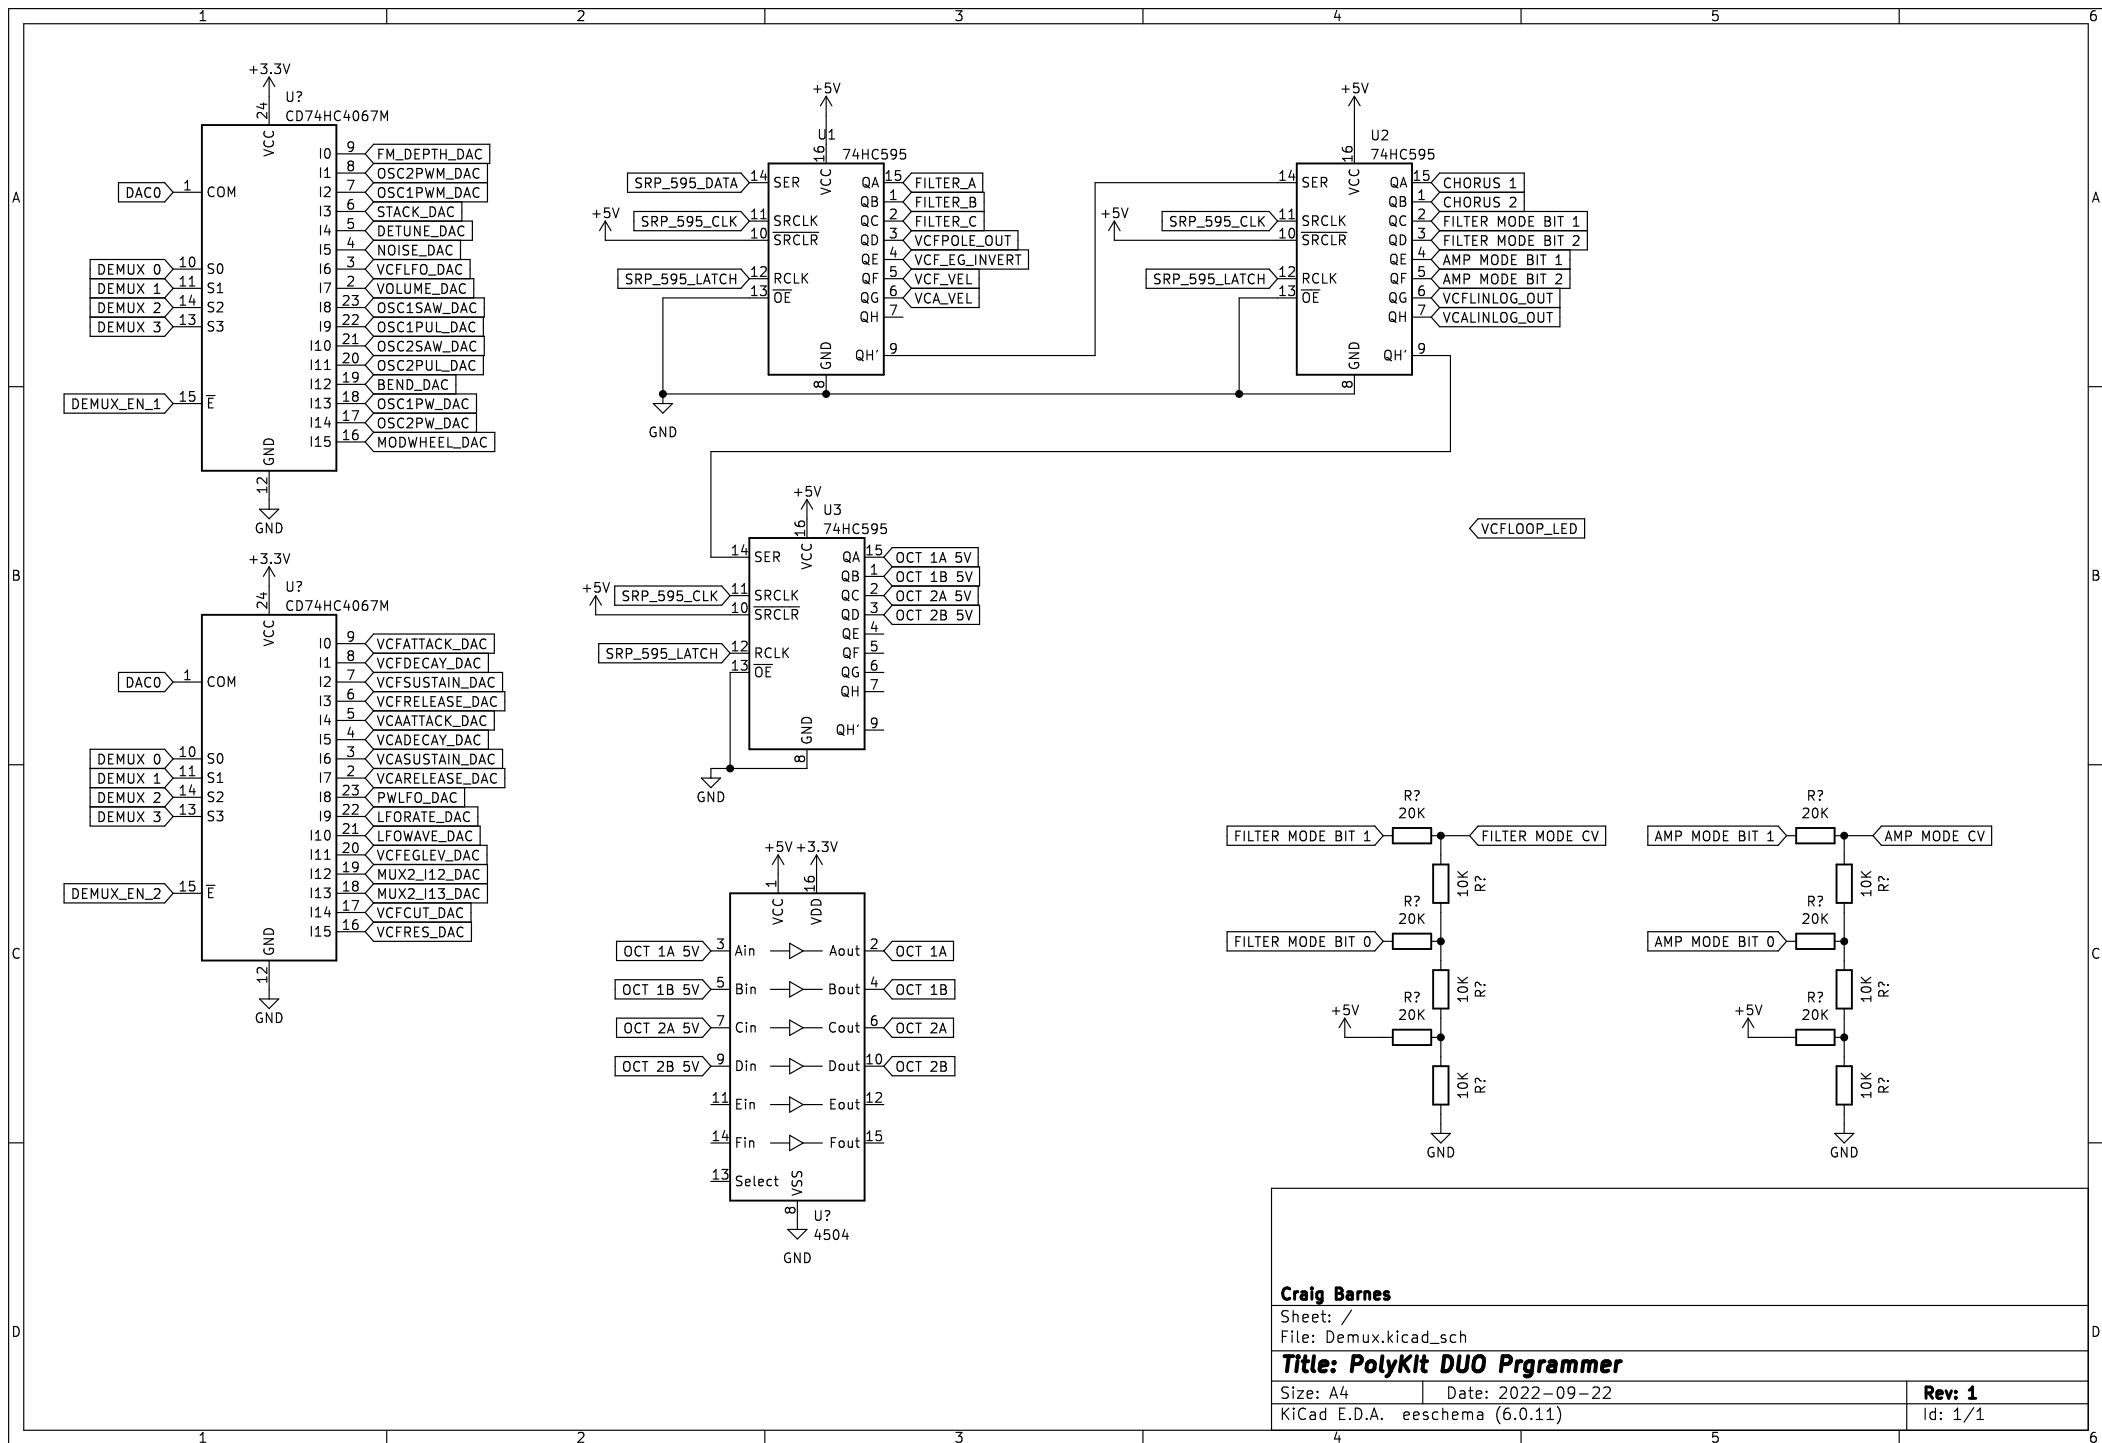 1 2 3 4 5 6
A
B
C
D
+3.3V
U?
CD74HC4067M
24
VCC
DAC0 1 COM
DEMUX 0 10 S0
DEMUX 1 11 S1
DEMUX 2 14 S2
DEMUX 3 13 S3
DEMUX_EN_1 15 E
I0 9 FM_DEPTH_DAC
I1 8 OSC2PWM_DAC
I2 7 OSC1PWM_DAC
I3 6 STACK_DAC
I4 5 DETUNE_DAC
I5 4 NOISE_DAC
I6 3 VCFLFO_DAC
I7 2 VOLUME_DAC
I8 23 OSC1SAW_DAC
I9 22 OSC1PUL_DAC
I10 21 OSC2SAW_DAC
I11 20 OSC2PUL_DAC
I12 19 BEND_DAC
I13 18 OSC1PW_DAC
I14 17 OSC2PW_DAC
I15 16 MODWHEEL_DAC
GND
12
GND
+3.3V
U?
CD74HC4067M
24
VCC
DAC0 1 COM
DEMUX 0 10 S0
DEMUX 1 11 S1
DEMUX 2 14 S2
DEMUX 3 13 S3
DEMUX_EN_2 15 E
I0 9 VCFATTACK_DAC
I1 8 VCFDECAY_DAC
I2 7 VCFSUSTAIN_DAC
I3 6 VCFRELEASE_DAC
I4 5 VCAATTACK_DAC
I5 4 VCADECAY_DAC
I6 3 VCASUSTAIN_DAC
I7 2 VCARELEASE_DAC
I8 23 PWLFO_DAC
I9 22 LFORATE_DAC
I10 21 LFOWAVE_DAC
I11 20 VCFEGLEV_DAC
I12 19 MUX2_I12_DAC
I13 18 MUX2_I13_DAC
I14 17 VCFCUT_DAC
I15 16 VCFRES_DAC
GND
12
GND
+5V
U1
74HC595
16
VCC
SRP_595_DATA 14 SER
SRP_595_CLK 11 SRCLK
+5V
10 SRCLR
SRP_595_LATCH 12 RCLK
13 OE
QA 15 FILTER_A
QB 1 FILTER_B
QC 2 FILTER_C
QD 3 VCFPOLE_OUT
QE 4 VCF_EG_INVERT
QF 5 VCF_VEL
QG 6 VCA_VEL
QH 7
QH' 9
GND
8
GND
+5V
U2
74HC595
16
VCC
14 SER
SRP_595_CLK 11 SRCLK
+5V
10 SRCLR
SRP_595_LATCH 12 RCLK
13 OE
QA 15 CHORUS 1
QB 1 CHORUS 2
QC 2 FILTER MODE BIT 1
QD 3 FILTER MODE BIT 2
QE 4 AMP MODE BIT 1
QF 5 AMP MODE BIT 2
QG 6 VCFLINLOG_OUT
QH 7 VCALINLOG_OUT
QH' 9
GND
8
+5V
U3
74HC595
16
VCC
14 SER
SRP_595_CLK 11 SRCLK
+5V
10 SRCLR
SRP_595_LATCH 12 RCLK
13 OE
QA 15 OCT 1A 5V
QB 1 OCT 1B 5V
QC 2 OCT 2A 5V
QD 3 OCT 2B 5V
QE 4
QF 5
QG 6
QH 7
QH' 9
GND
8
GND
VCFLOOP_LED
+5V +3.3V
1 16
VCC VDD
OCT 1A 5V 3 Ain Aout 2 OCT 1A
OCT 1B 5V 5 Bin Bout 4 OCT 1B
OCT 2A 5V 7 Cin Cout 6 OCT 2A
OCT 2B 5V 9 Din Dout 10 OCT 2B
11 Ein Eout 12
14 Fin Fout 15
13 Select
VSS
8
U?
4504
GND
R?
20K
FILTER MODE BIT 1 FILTER MODE CV
10K
R?
R?
20K
FILTER MODE BIT 0
10K
R?
R?
20K
+5V
10K
R?
GND
R?
20K
AMP MODE BIT 1 AMP MODE CV
10K
R?
R?
20K
AMP MODE BIT 0
10K
R?
R?
20K
+5V
10K
R?
GND
Craig Barnes
Sheet: /
File: Demux.kicad_sch
Title: PolyKit DUO Prgrammer
Size: A4 Date: 2022-09-22 Rev: 1
KiCad E.D.A. eeschema (6.0.11) Id: 1/1
A
B
C
D
1 2 3 4 5 6